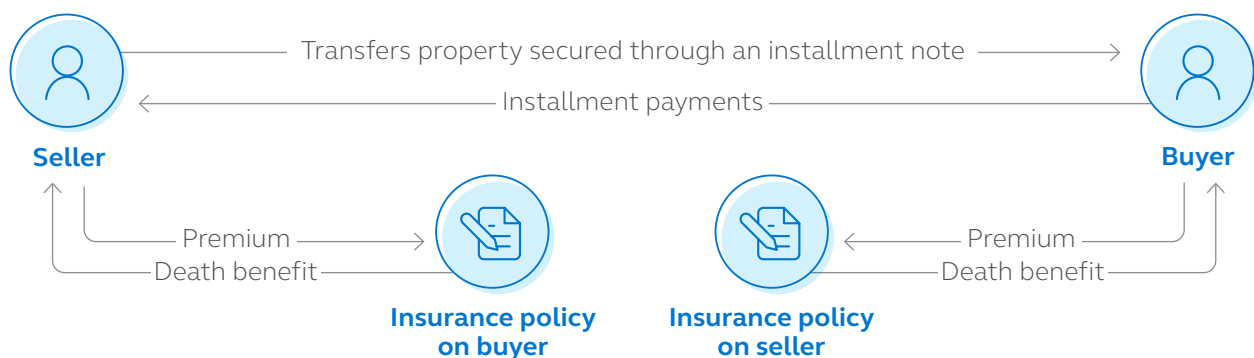 Transfers property secured through an installment note
Installment payments
Seller
Buyer
Premium
Death benefit
Premium
Death benefit
Insurance policy
on buyer
Insurance policy
on seller